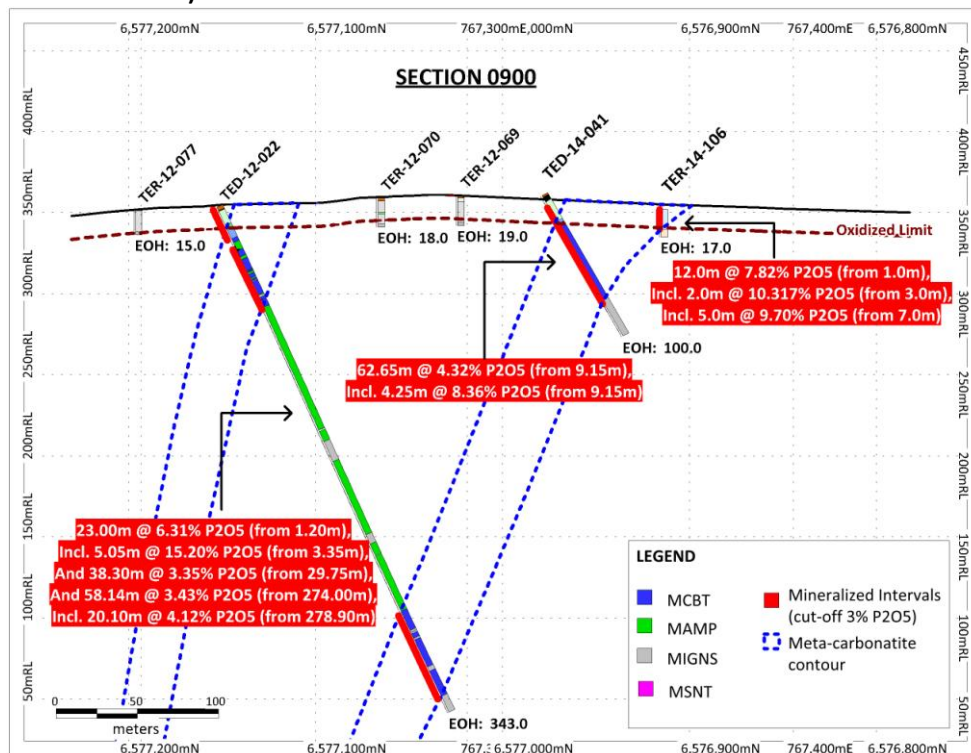 6,577,200mN
6,577,100mN
767,300mE
,000mN
6,576,900mN
767,400mE
6,576,800mN
SECTION 0900
450mRL
450mRL
400mRL
400mRL
TER-12-077
TED-12-022
TER-12-070
TER-12-069
TED-14-041
TER-14-106
350mRL
350mRL
Oxidized Limit
EOH: 15.0
EOH: 18.0
EOH: 19.0
EOH: 17.0
12.0m @ 7.82% P2O5 (from 1.0m),
Incl. 2.0m @ 10.317% P2O5 (from 3.0m),
Incl. 5.0m @ 9.70% P2O5 (from 7.0m)
300mRL
300mRL
EOH: 100.0
62.65m @ 4.32% P2O5 (from 9.15m),
Incl. 4.25m @ 8.36% P2O5 (from 9.15m)
250mRL
250mRL
200mRL
200mRL
23.00m @ 6.31% P2O5 (from 1.20m),
Incl. 5.05m @ 15.20% P2O5 (from 3.35m),
And 38.30m @ 3.35% P2O5 (from 29.75m),
And 58.14m @ 3.43% P2O5 (from 274.00m),
Incl. 20.10m @ 4.12% P2O5 (from 278.90m)
150mRL
150mRL
100mRL
100mRL
LEGEND
MCBT
MAMP
MIGNS
MSNT
Mineralized Intervals
(cut-off 3% P2O5)
Meta-carbonatite
contour
50mRL
50mRL
0 50 100
meters
EOH: 343.0
6,577,200mN
6,577,100mN
6,577,000mN
6,576,900mN
767,400mE
6,576,800mN